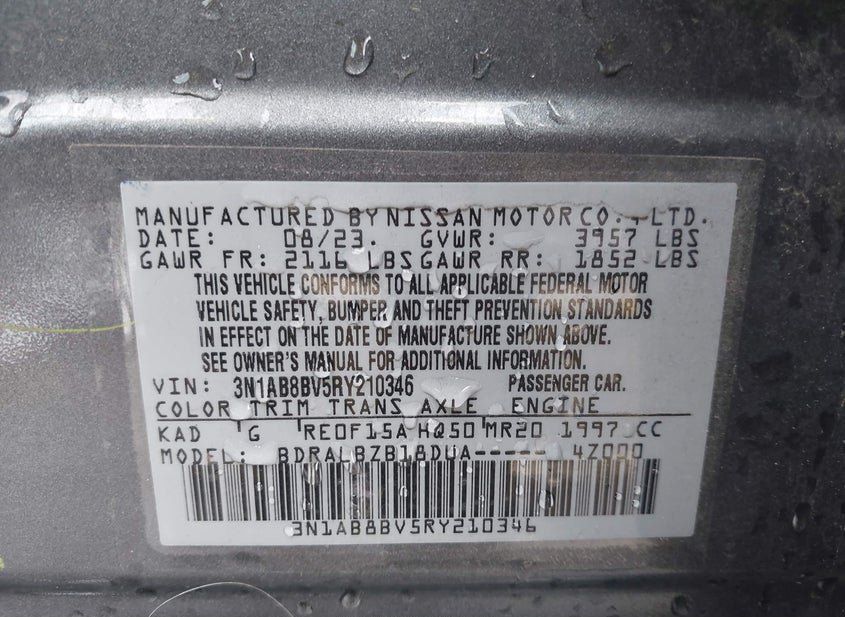 MANUFACTURED BY NISSAN MOTOR CO., LTD.
DATE: 08/23. GVWR: 3957 LBS
GAWR FR: 2116 LBS GAWR RR: 1852 LBS
THIS VEHICLE CONFORMS TO ALL APPLICABLE FEDERAL MOTOR
VEHICLE SAFETY, BUMPER AND THEFT PREVENTION STANDARDS
IN EFFECT ON THE DATE OF MANUFACTURE SHOWN ABOVE.
SEE OWNER'S MANUAL FOR ADDITIONAL INFORMATION.
VIN: 3N1AB8BV5RY210346 PASSENGER CAR.
COLOR TRIM TRANS AXLE ENGINE
KAD G RE0F15A HQ50 MR20 1997 CC
MODEL: BDRALBZB18DUA----- 4Z000
3N1AB8BV5RY210346